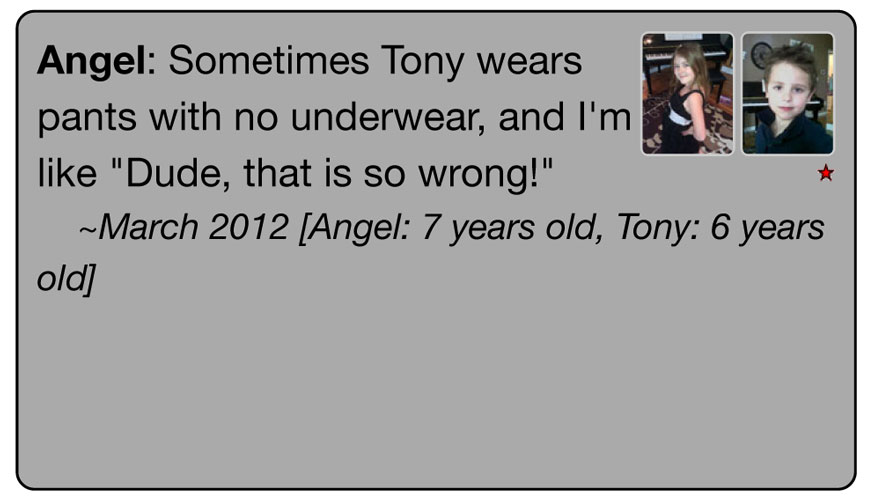 Angel: Sometimes Tony wears
pants with no underwear, and I'm
like "Dude, that is so wrong!"
~March 2012 [Angel: 7 years old, Tony: 6 years
old]